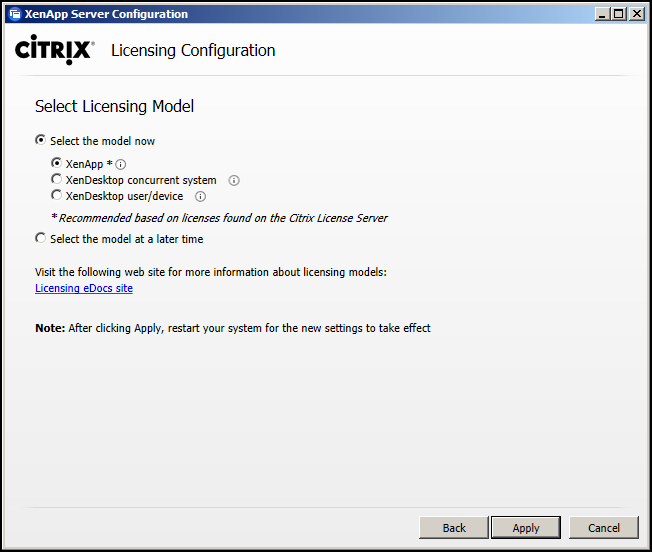 XenApp Server Configuration
CİTRIX® Licensing Configuration
Select Licensing Model
Select the model now
XenApp *
XenDesktop concurrent system
XenDesktop user/device
*Recommended based on licenses found on the Citrix License Server
Select the model at a later time
Visit the following web site for more information about licensing models:
Licensing eDocs site
Note: After clicking Apply, restart your system for the new settings to take effect
Back Apply Cancel